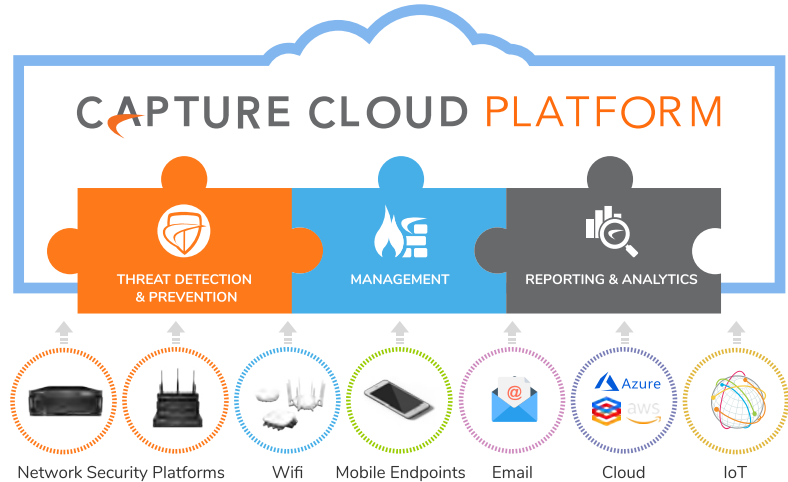 CAPTURE CLOUD PLATFORM
THREAT DETECTION
& PREVENTION
MANAGEMENT
REPORTING & ANALYTICS
@
Azure
aws
Network Security Platforms
Wifi
Mobile Endpoints
Email
Cloud
IoT